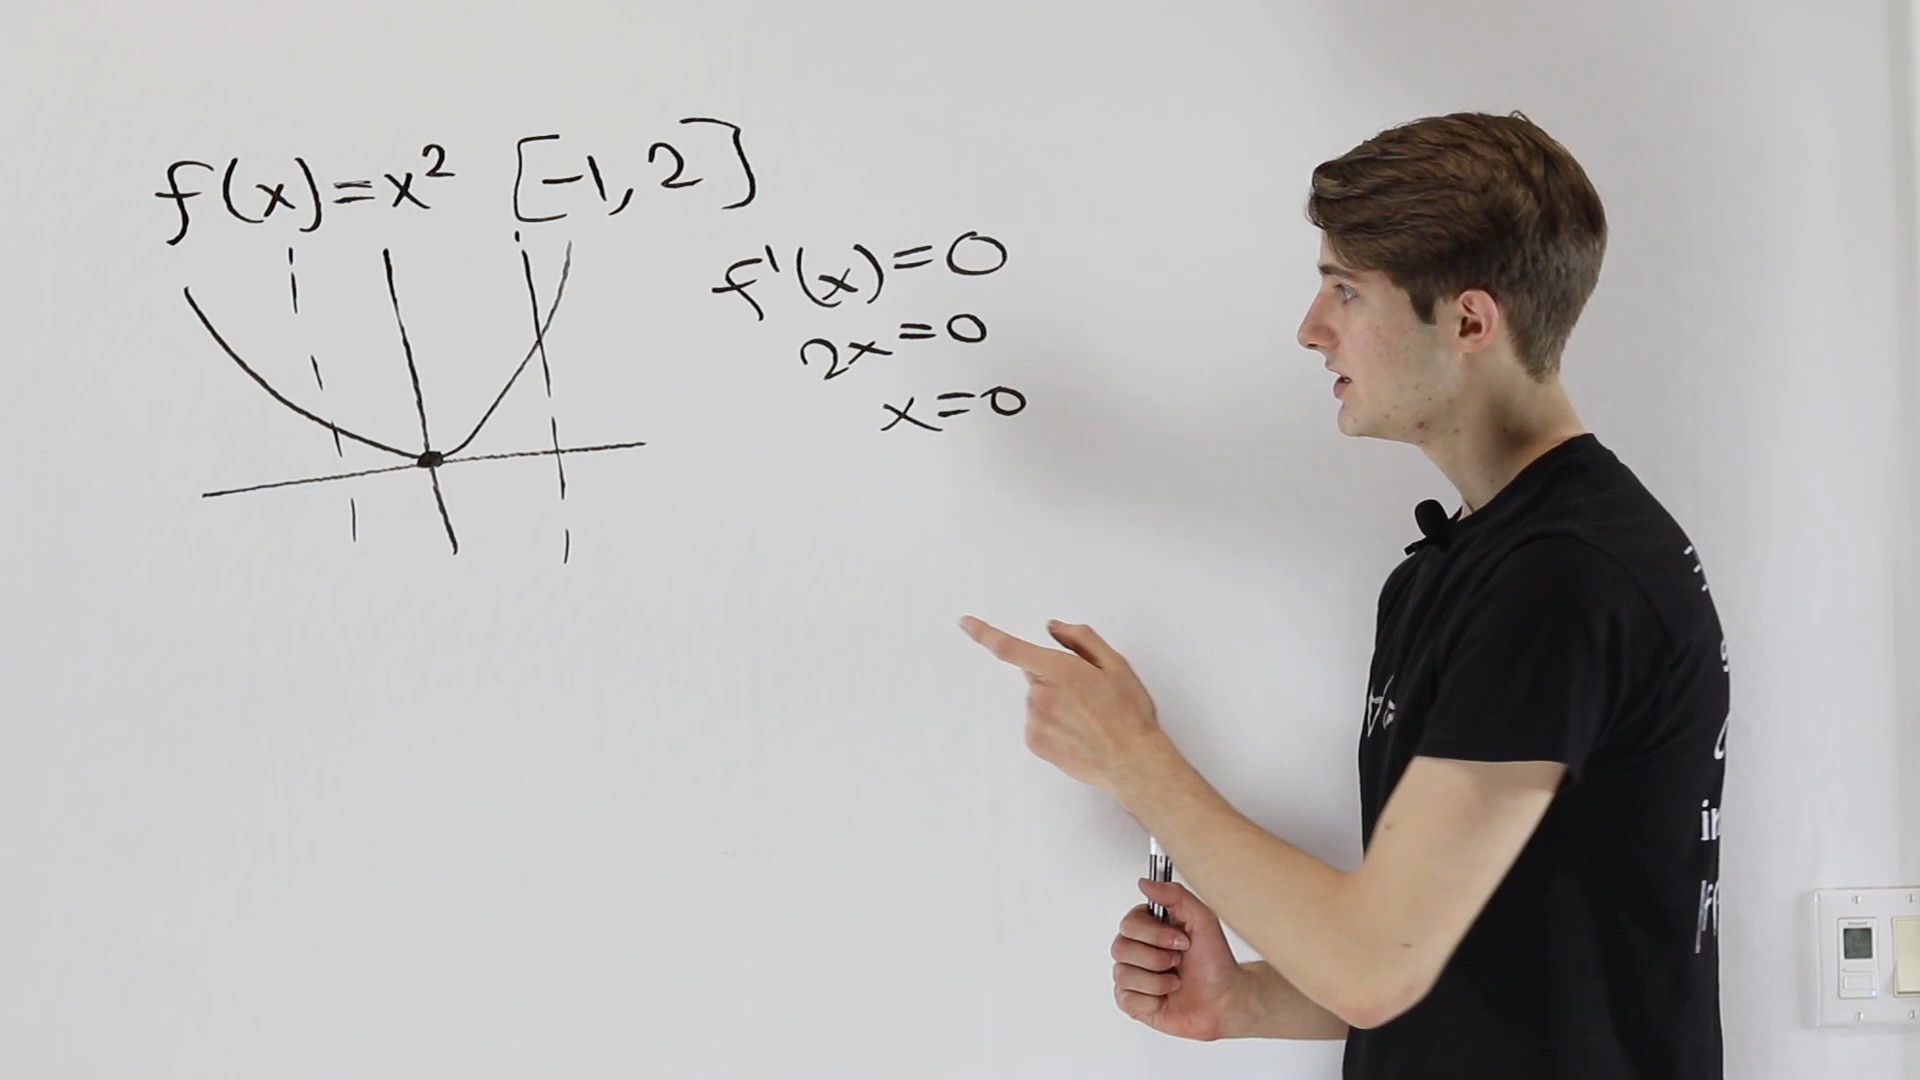 f(x)=x² [-1,2]
f'(x)=0
2x=0
x=0